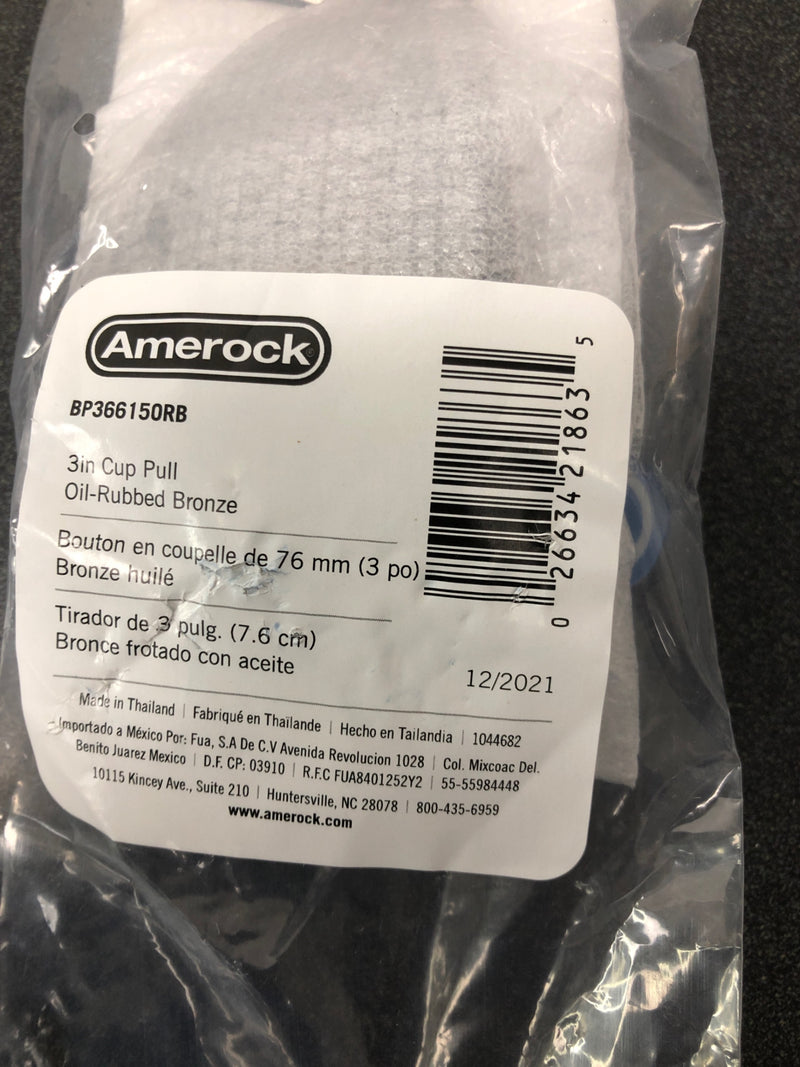 Amerock®
BP366150RB
3in Cup Pull
Oil-Rubbed Bronze
Bouton en coupelle de 76 mm (3 po)
Bronze huilé
Tirador de 3 pulg. (7.6 cm)
Bronce frotado con aceite
0 26634 21863 5
12/2021
Made in Thailand | Fabriqué en Thaïlande | Hecho en Tailandia | 1044682
Importado a México Por: Fua, S.A De C.V Avenida Revolucion 1028 | Col. Mixcoac Del.
Benito Juarez Mexico | D.F. CP: 03910 | R.F.C FUA8401252Y2 | 55-55984448
10115 Kincey Ave., Suite 210 | Huntersville, NC 28078 | 800-435-6959
www.amerock.com